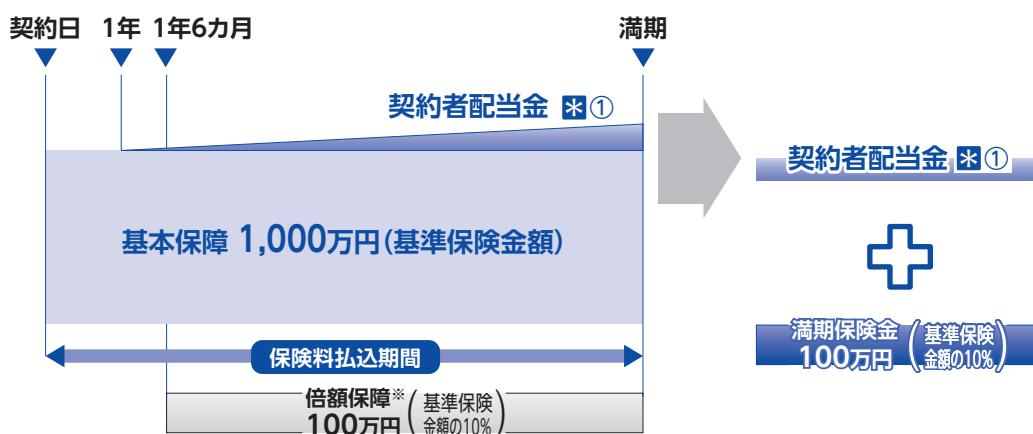 契約日 1年 1年6カ月 満期
契約者配当金 *①
基本保障 1,000万円(基準保険金額)
保険料払込期間
倍額保障※
100万円(基準保険
金額の10%)
契約者配当金 *①
満期保険金
100万円(基準保険
金額の10%)